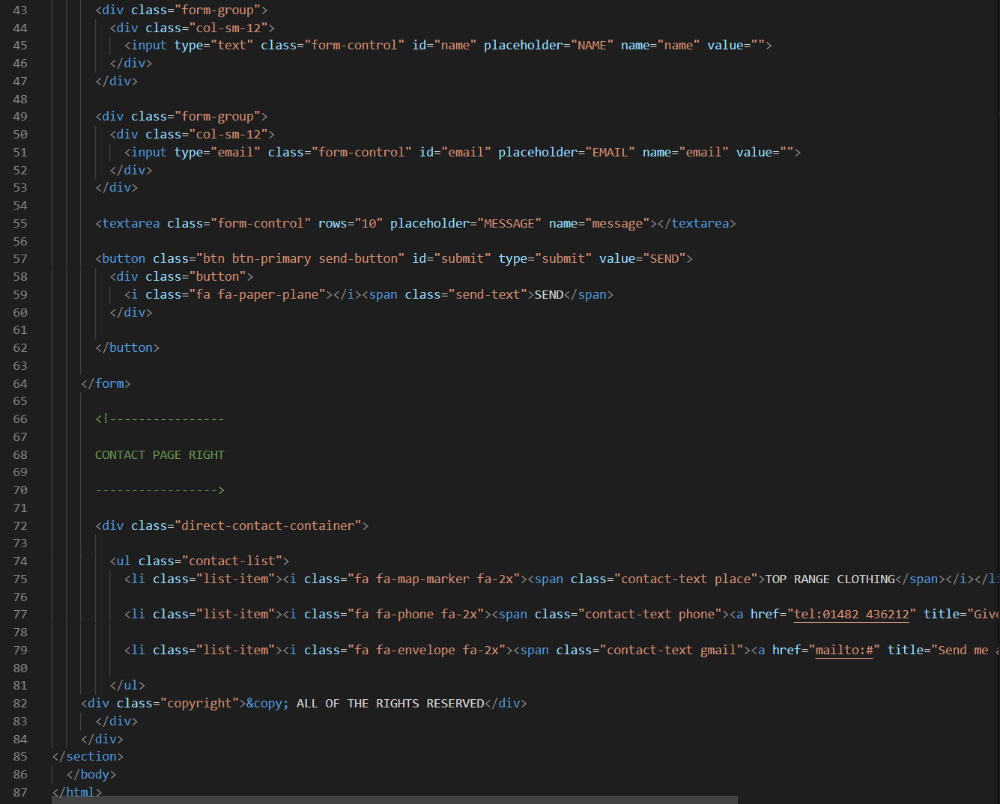 43 <div class="form-group">
44 <div class="col-sm-12">
45 <input type="text" class="form-control" id="name" placeholder="NAME" name="name" value="">
46 </div>
47 </div>
48
49 <div class="form-group">
50 <div class="col-sm-12">
51 <input type="email" class="form-control" id="email" placeholder="EMAIL" name="email" value="">
52 </div>
53 </div>
54
55 <textarea class="form-control" rows="10" placeholder="MESSAGE" name="message"></textarea>
56
57 <button class="btn btn-primary send-button" id="submit" type="submit" value="SEND">
58 <div class="button">
59 <i class="fa fa-paper-plane"></i><span class="send-text">SEND</span>
60 </div>
61
62 </button>
63
64 </form>
65
66 <!----------------
67
68 CONTACT PAGE RIGHT
69
70 ----------------->
71
72 <div class="direct-contact-container">
73
74 <ul class="contact-list">
75 <li class="list-item"><i class="fa fa-map-marker fa-2x"><span class="contact-text place">TOP RANGE CLOTHING</span></i></li
76
77 <li class="list-item"><i class="fa fa-phone fa-2x"><span class="contact-text phone"><a href="tel:01482 436212" title="Give
78
79 <li class="list-item"><i class="fa fa-envelope fa-2x"><span class="contact-text gmail"><a href="mailto:#" title="Send me a
80
81 </ul>
82 <div class="copyright">&copy; ALL OF THE RIGHTS RESERVED</div>
83 </div>
84 </div>
85 </section>
86 </body>
87 </html>